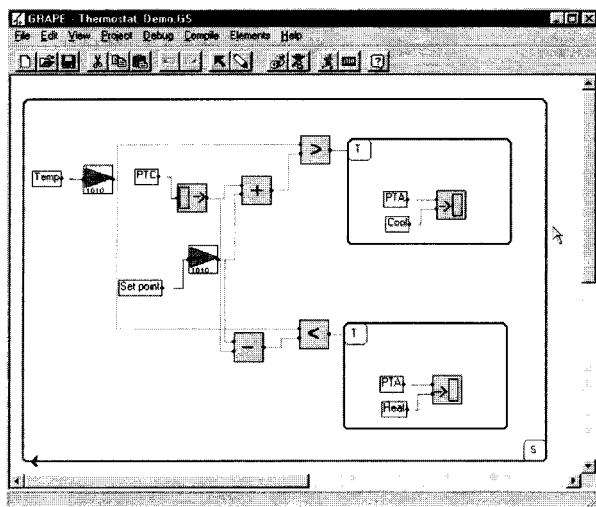 GRAPE - Thermostat Demo.GS
File Edit View Project Debug Compile Elements Help
Temp
1010
PTC
+
>
T
PTA
Cool
1010
Set point
-
<
T
PTA
Heat
S